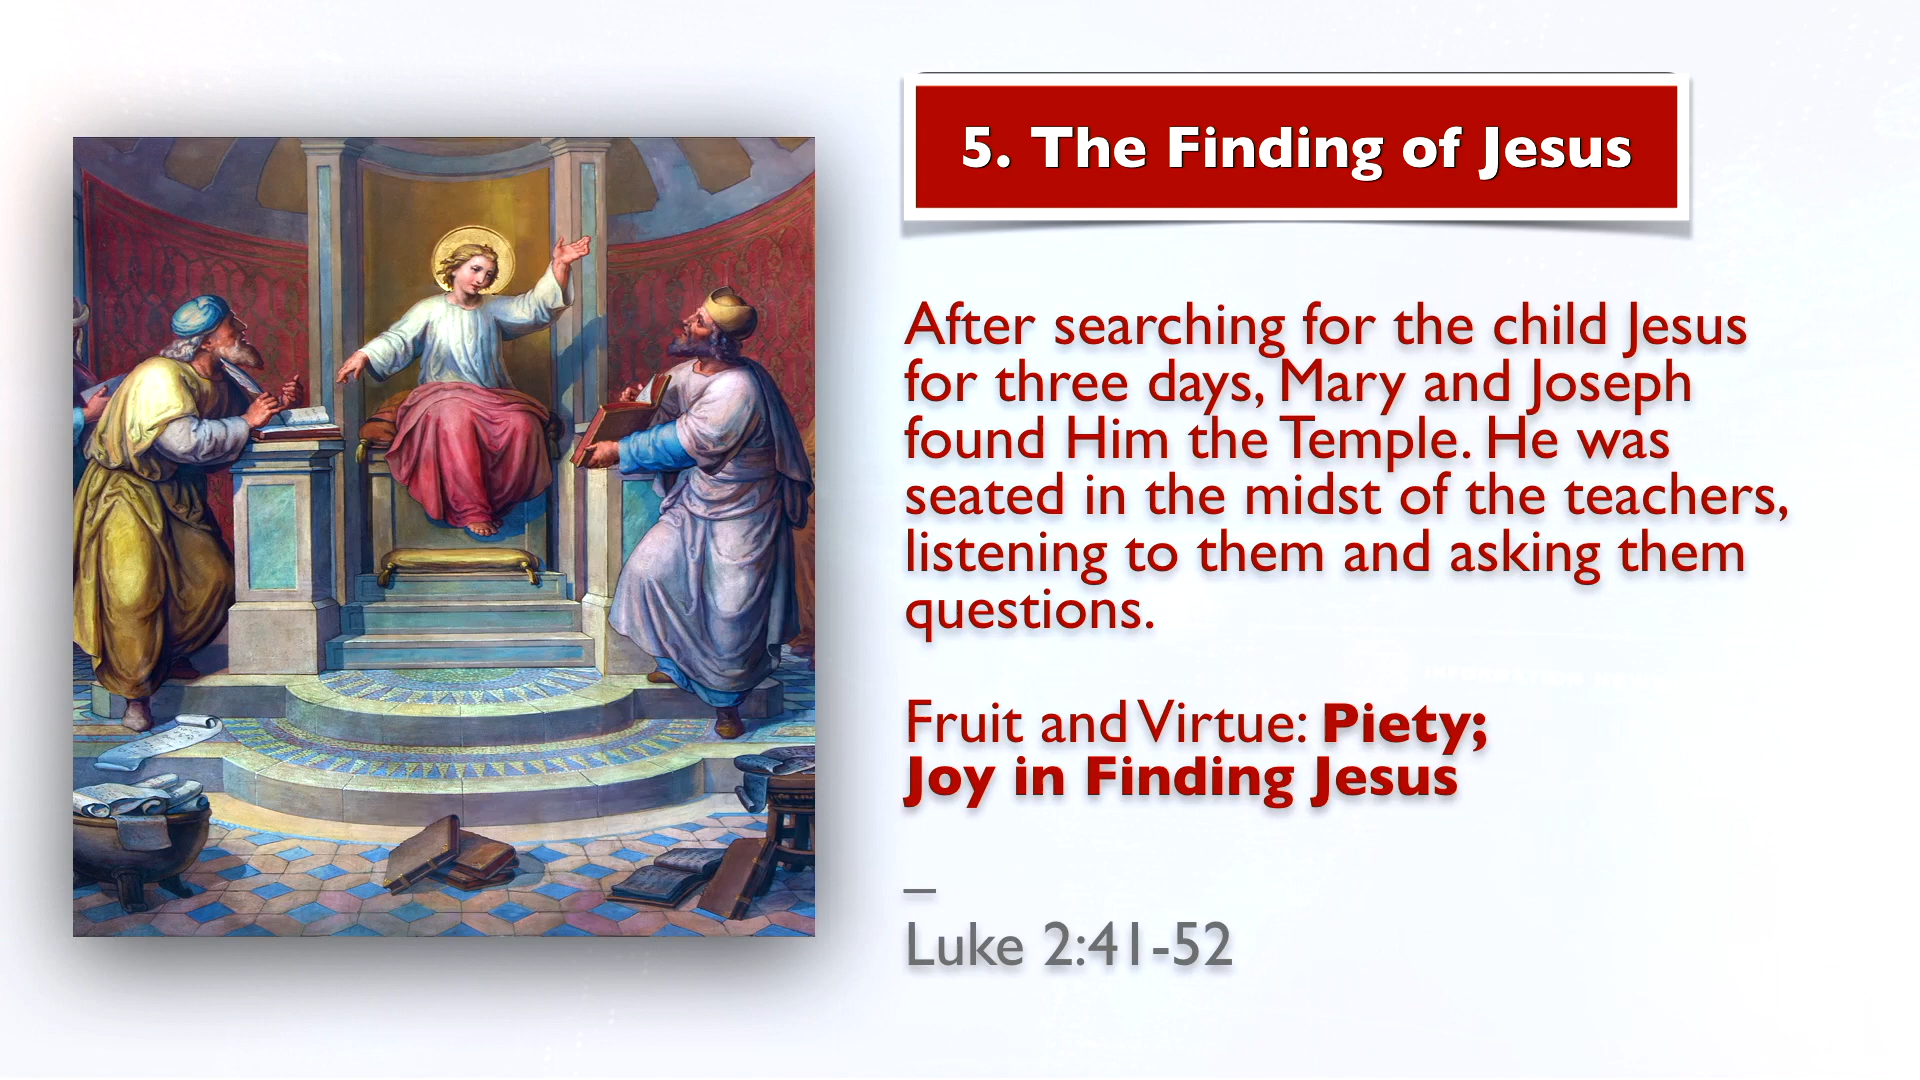 5. The Finding of Jesus
After searching for the child Jesus
for three days, Mary and Joseph
found Him the Temple. He was
seated in the midst of the teachers,
listening to them and asking them
questions.
Fruit and Virtue: Piety;
Joy in Finding Jesus
_
Luke 2:41-52